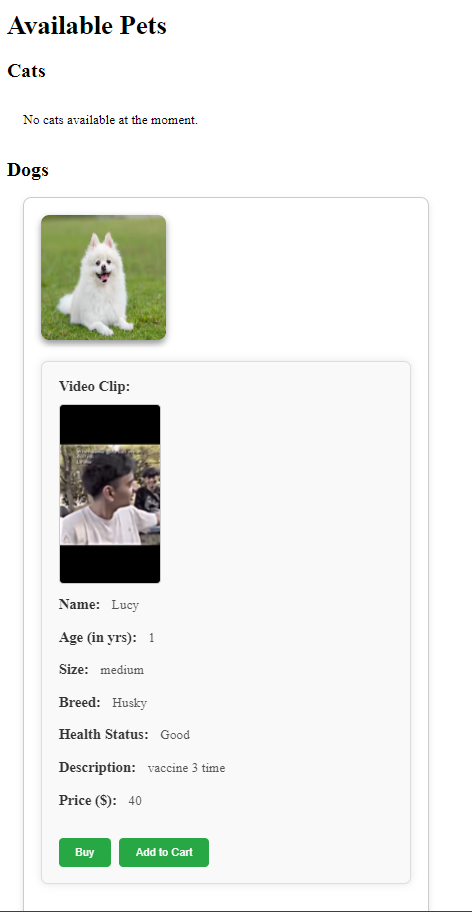 Available Pets
Cats
No cats available at the moment.
Dogs
Video Clip:
Name: Lucy
Age (in yrs): 1
Size: medium
Breed: Husky
Health Status: Good
Description: vaccine 3 time
Price ($): 40
Buy Add to Cart